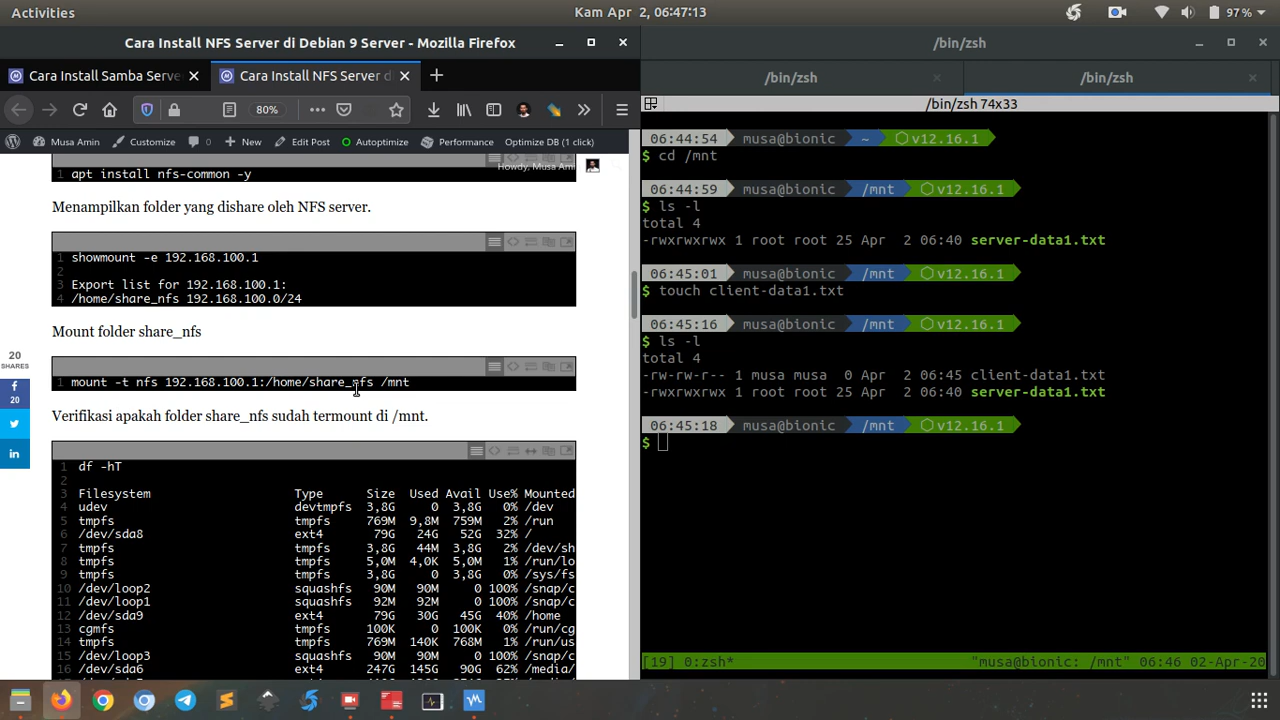 Activities
Kam Apr 2, 06:47:13
97%
Cara Install NFS Server di Debian 9 Server - Mozilla Firefox
Cara Install Samba Serve
Cara Install NFS Server d
80%
Musa Amin
Customize
0
New
Edit Post
Optimize
Performance
Optimize DB (1 click)
Howdy, Musa Ami
1 apt install nfs-common -y
Menampilkan folder yang dishare oleh NFS server.
1 showmount -e 192.168.100.1
2
3 Export list for 192.168.100.1:
4 /home/share_nfs 192.168.100.0/24
Mount folder share_nfs
1 mount -t nfs 192.168.100.1:/home/share_nfs /mnt
Verifikasi apakah folder share_nfs sudah termount di /mnt.
1 df -hT
2
3 Filesystem Type Size Used Avail Use% Mounted
4 udev devtmpfs 3,8G 0 3,8G 0% /dev
5 tmpfs tmpfs 769M 9,8M 759M 2% /run
6 /dev/sda8 ext4 79G 24G 52G 32% /
7 tmpfs tmpfs 3,8G 44M 3,8G 2% /dev/sh
8 tmpfs tmpfs 5,0M 4,0K 5,0M 1% /run/lo
9 tmpfs tmpfs 3,8G 0 3,8G 0% /sys/fs
10 /dev/loop2 squashfs 90M 90M 0 100% /snap/c
11 /dev/loop1 squashfs 92M 92M 0 100% /snap/c
12 /dev/sda9 ext4 79G 30G 45G 40% /home
13 cgmfs tmpfs 100K 0 100K 0% /run/cg
14 tmpfs tmpfs 769M 140K 768M 1% /run/us
15 /dev/loop3 squashfs 90M 90M 0 100% /snap/c
16 /dev/sda6 ext4 247G 145G 90G 62% /media/
20
SHARES
20
/bin/zsh
/bin/zsh
/bin/zsh
/bin/zsh 74x33
06:44:54 musa@bionic ~ v12.16.1
$ cd /mnt
06:44:59 musa@bionic /mnt v12.16.1
$ ls -l
total 4
-rwxrwxrwx 1 root root 25 Apr 2 06:40 server-data1.txt
06:45:01 musa@bionic /mnt v12.16.1
$ touch client-data1.txt
06:45:16 musa@bionic /mnt v12.16.1
$ ls -l
total 4
-rw-rw-r-- 1 musa musa 0 Apr 2 06:45 client-data1.txt
-rwxrwxrwx 1 root root 25 Apr 2 06:40 server-data1.txt
06:45:18 musa@bionic /mnt v12.16.1
$
[19] 0:zsh* "musa@bionic: /mnt" 06:46 02-Apr-20